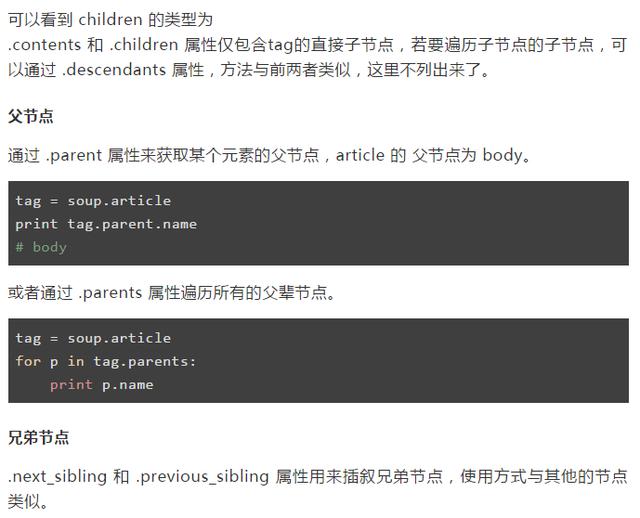 可以看到 children 的类型为
.contents 和 .children 属性仅包含tag的直接子节点，若要遍历子节点的子节点，可
以通过 .descendants 属性，方法与前两者类似，这里不列出来了。
父节点
通过 .parent 属性来获取某个元素的父节点，article 的 父节点为 body。
tag = soup.article
print tag.parent.name
# body
或者通过 .parents 属性遍历所有的父辈节点。
tag = soup.article
for p in tag.parents:
    print p.name
兄弟节点
.next_sibling 和 .previous_sibling 属性用来插叙兄弟节点，使用方式与其他的节点
类似。